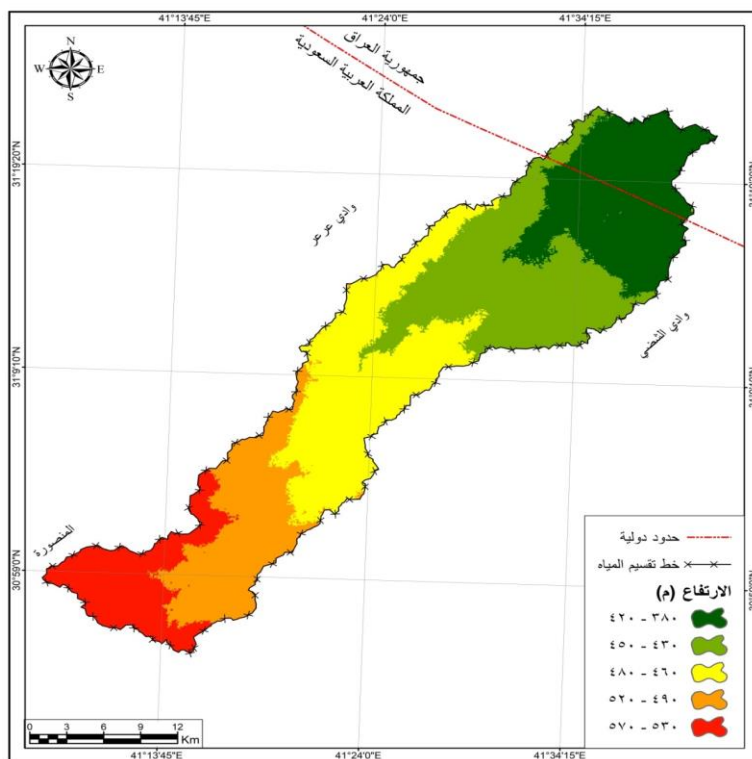 41°13'45"E
41°24'0"E
41°34'15"E
N
W E
S
جمهورية العراق
المملكة العربية السعودية
31°19'20"N
وادي عرعر
وادي الشضي
31°9'10"N
المنصورة
30°59'0"N
حدود دولية
خط تقسيم المياه
الارتفاع (م)
٣٨٠ - ٤٢٠
٤٣٠ - ٤٥٠
٤٦٠ - ٤٨٠
٤٩٠ - ٥٢٠
٥٣٠ - ٥٧٠
0 3 6 9 12
Km
41°13'45"E
41°24'0"E
41°34'15"E